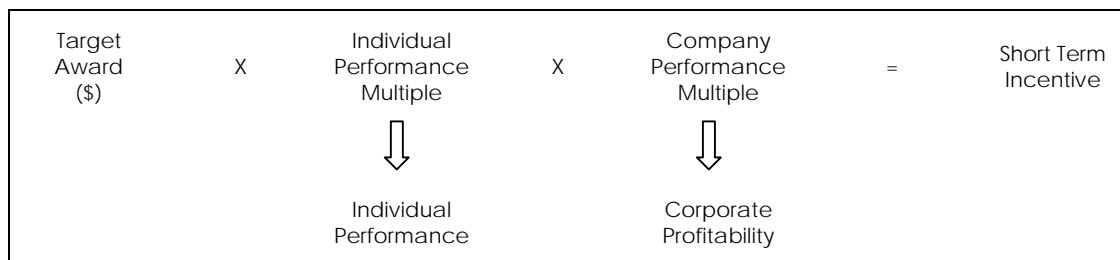 Target
Award
($)
X
Individual
Performance
Multiple
X
Company
Performance
Multiple
=
Short Term
Incentive
Individual
Performance
Corporate
Profitability